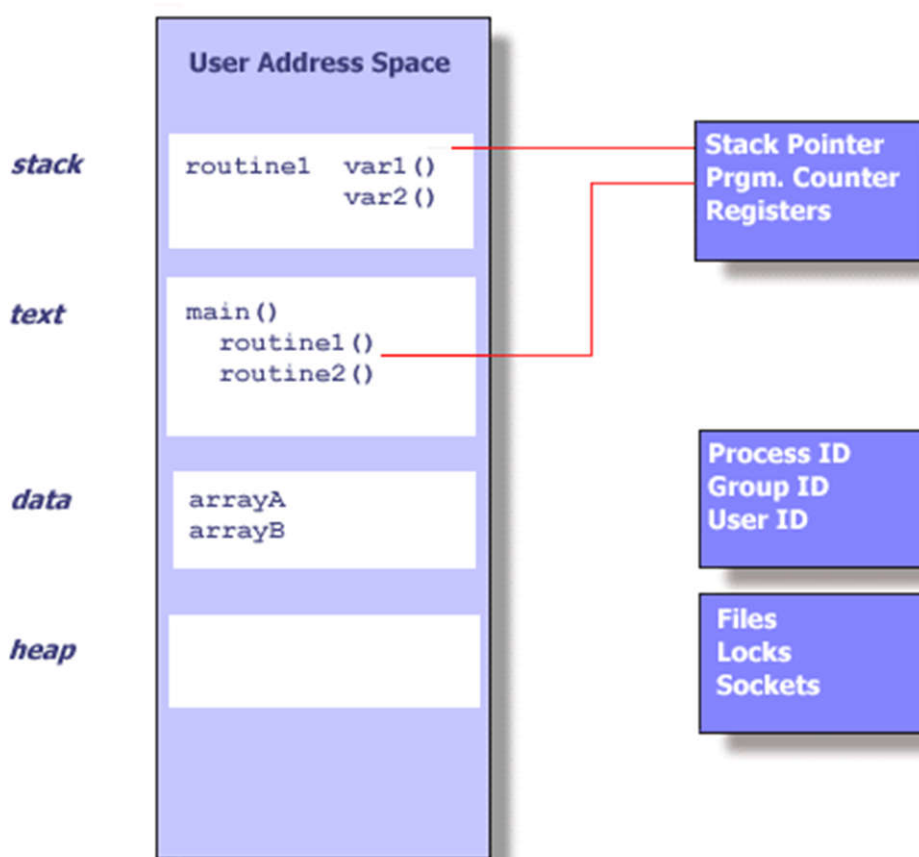 User Address Space
stack
routine1 var1()
var2()
text
main()
routine1()
routine2()
data
arrayA
arrayB
heap
Stack Pointer
Prgm. Counter
Registers
Process ID
Group ID
User ID
Files
Locks
Sockets